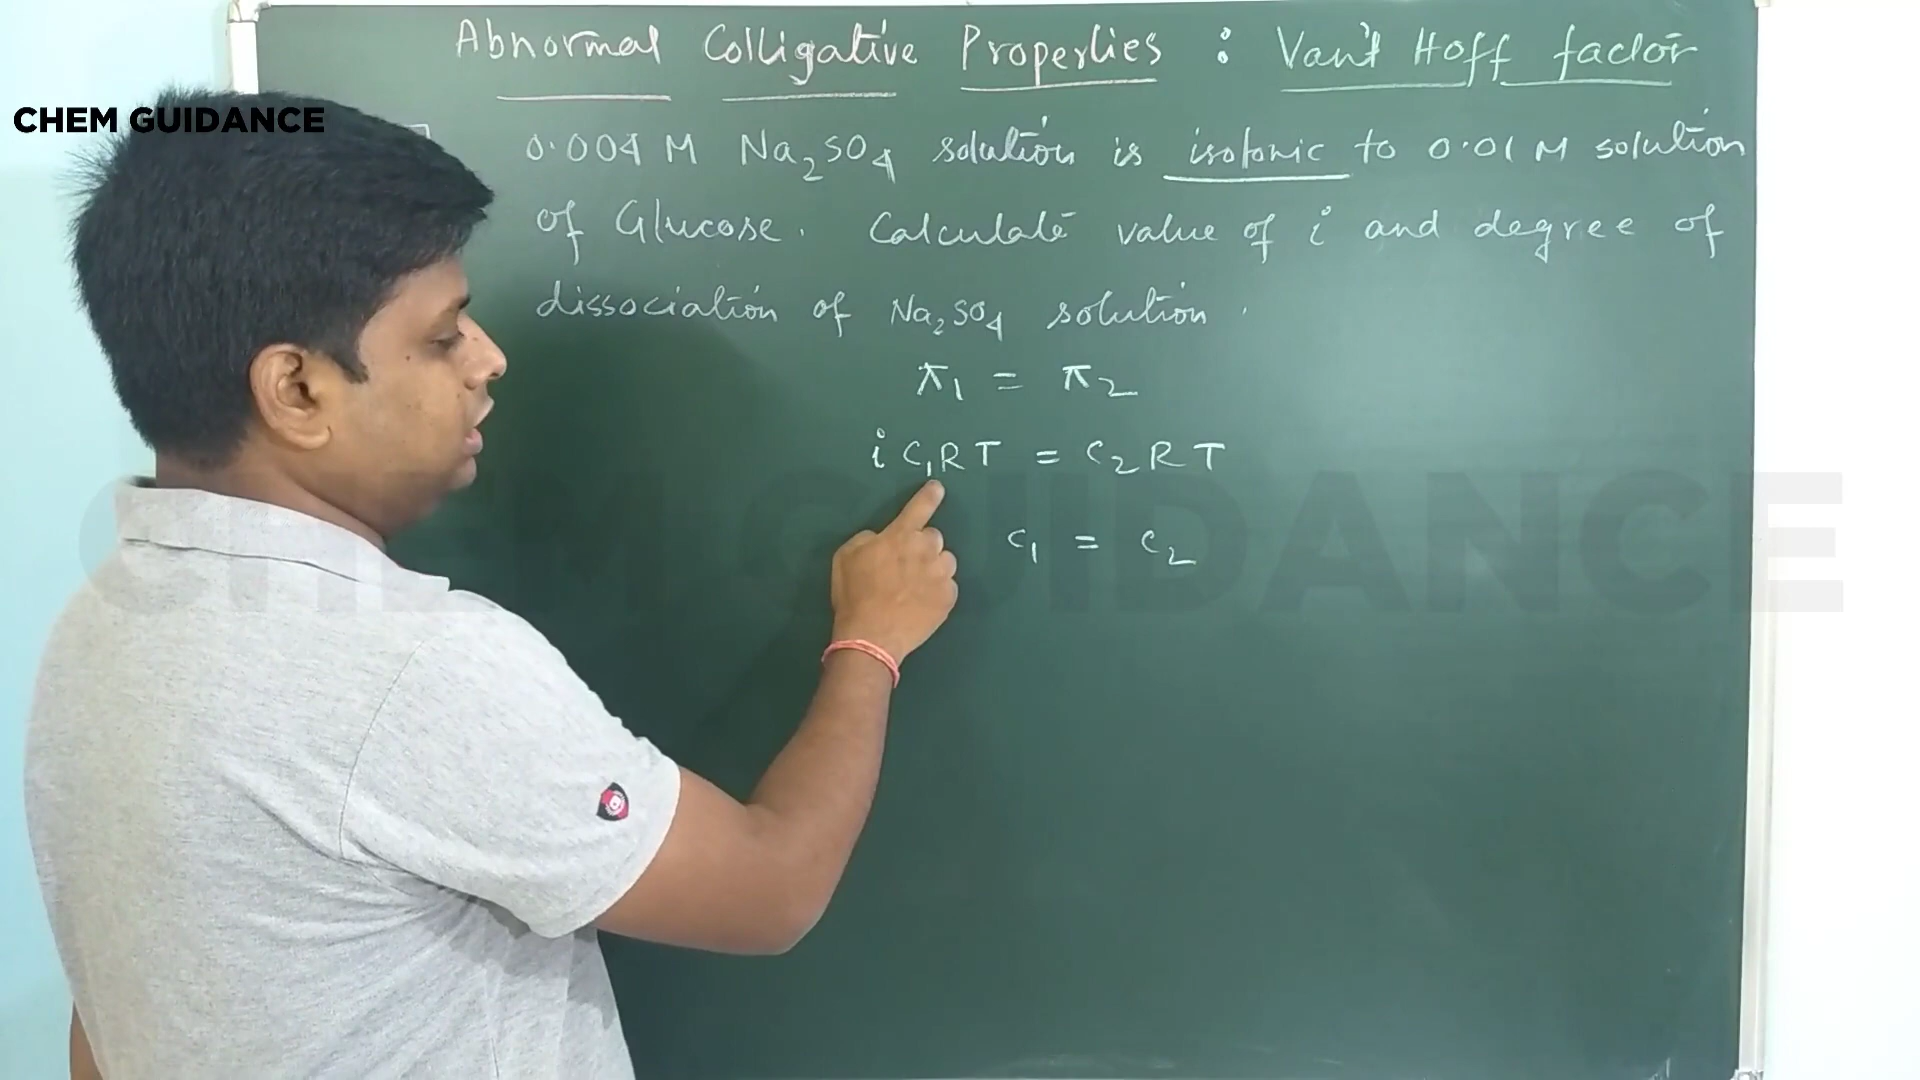 Abnormal Colligative Properties : Van't Hoff factor
CHEM GUIDANCE
0.004 M Na₂SO₄ solution is isotonic to 0.01 M solution
of Glucose. Calculate value of i and degree of
dissociation of Na₂SO₄ solution.
π₁ = π₂
i C₁RT = C₂RT
C₁ = C₂
CHEM GUIDANCE